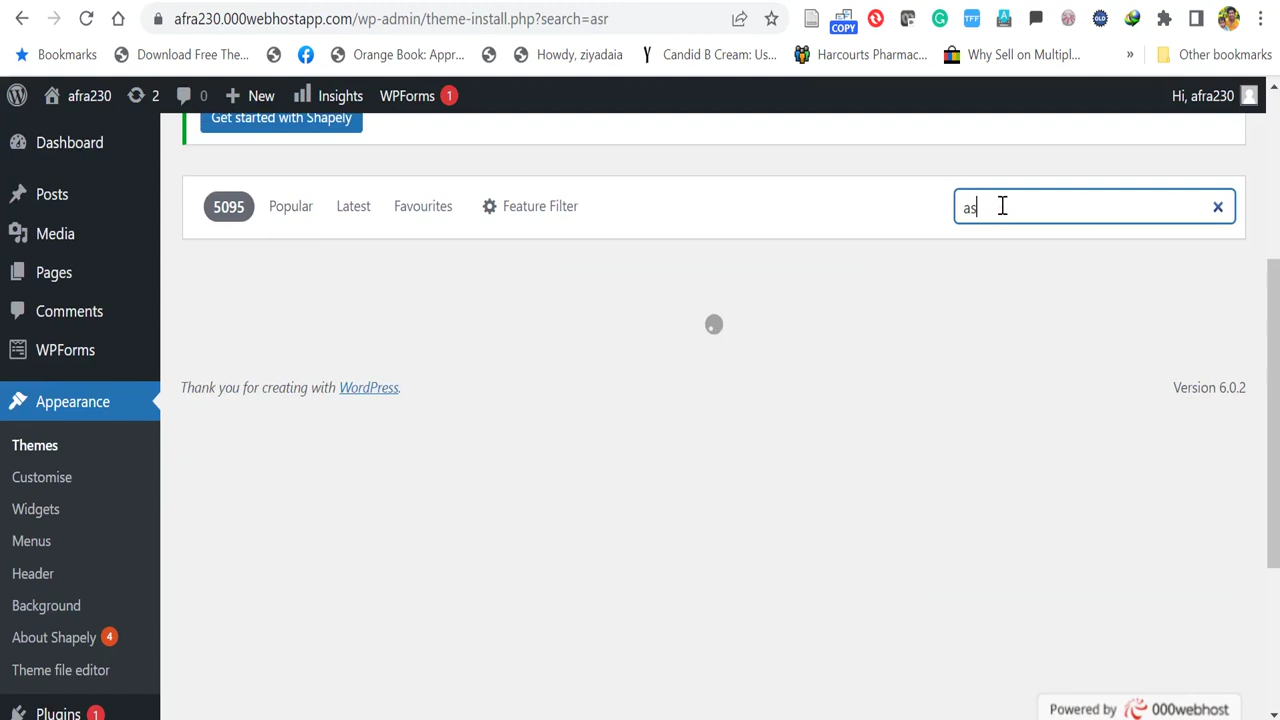 afra230.000webhostapp.com/wp-admin/theme-install.php?search=asr
COPY
TFF
OLD
Bookmarks
Download Free The...
Orange Book: Appr...
Howdy, ziyadaia
Candid B Cream: Us...
Harcourts Pharmac...
Why Sell on Multipl...
»
Other bookmarks
afra230
2
0
New
Insights
WPForms 1
Hi, afra230
Get started with Shapely
Dashboard
Posts
Media
Pages
Comments
WPForms
Appearance
Themes
Customise
Widgets
Menus
Header
Background
About Shapely 4
Theme file editor
Plugins 1
5095
Popular
Latest
Favourites
Feature Filter
as
Thank you for creating with WordPress.
Version 6.0.2
Powered by 000webhost